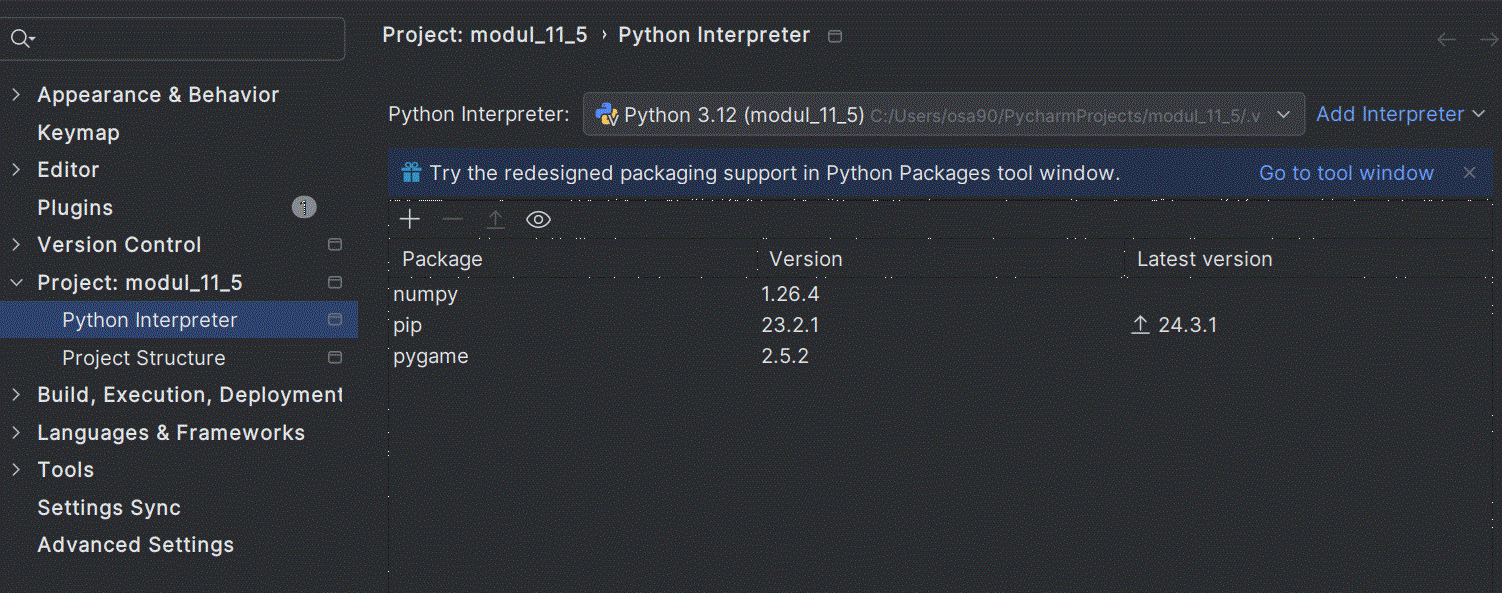 Project: modul_11_5 › Python Interpreter
Appearance & Behavior
Keymap
Editor
Plugins 1
Version Control
Project: modul_11_5
Python Interpreter
Project Structure
Build, Execution, Deployment
Languages & Frameworks
Tools
Settings Sync
Advanced Settings
Python Interpreter: Python 3.12 (modul_11_5) C:/Users/osa90/PycharmProjects/modul_11_5/.v Add Interpreter
Try the redesigned packaging support in Python Packages tool window. Go to tool window
Package Version Latest version
numpy 1.26.4
pip 23.2.1 24.3.1
pygame 2.5.2